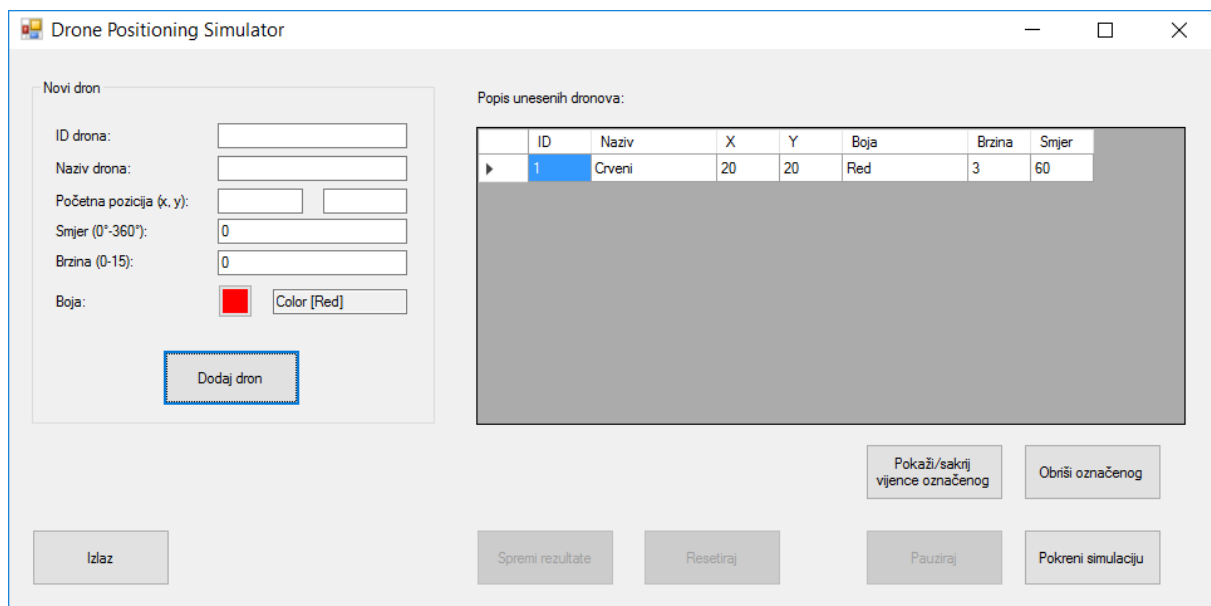 Drone Positioning Simulator
Novi dron
ID drona:
Naziv drona:
Početna pozicija (x, y):
Smjer (0°-360°):
0
Brzina (0-15):
0
Boja:
Color [Red]
Dodaj dron
Popis unesenih dronova:
ID Naziv X Y Boja Brzina Smjer
1 Crveni 20 20 Red 3 60
Pokaži/sakrij
vijence označenog
Obriši označenog
Izlaz
Spremi rezultate
Resetiraj
Pauziraj
Pokreni simulaciju